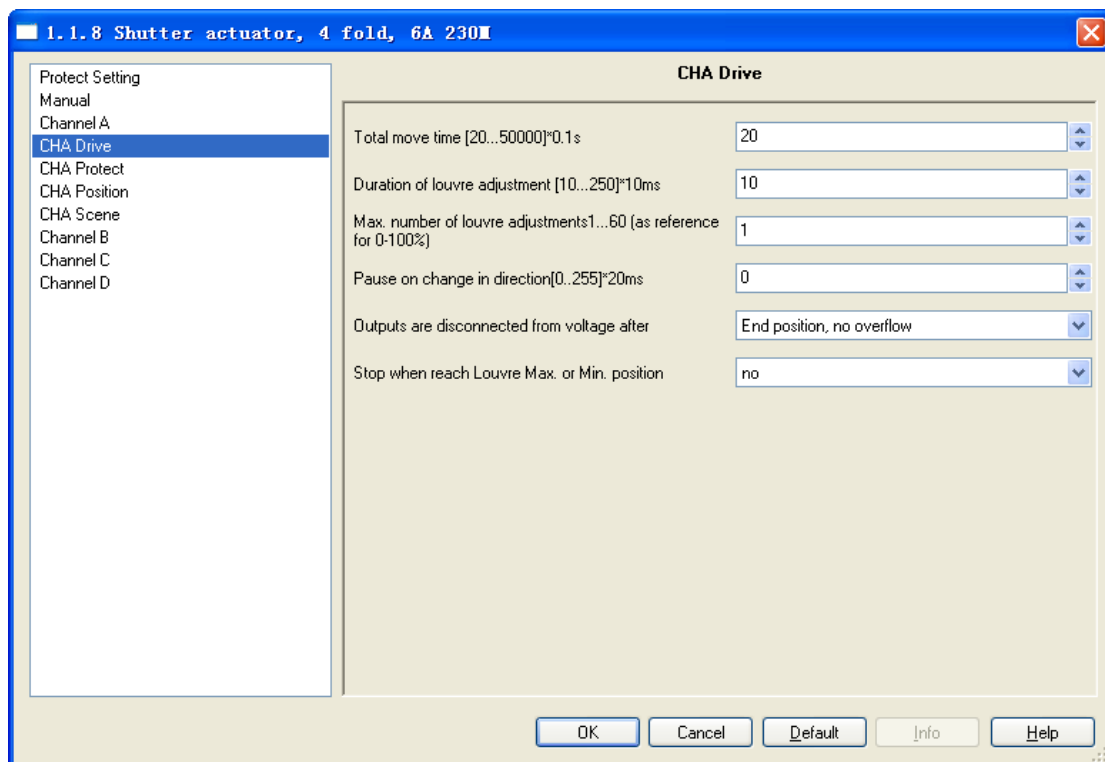 1.1.8 Shutter actuator, 4 fold, 6A 230M
Protect Setting
Manual
Channel A
CHA Drive
CHA Protect
CHA Position
CHA Scene
Channel B
Channel C
Channel D
CHA Drive
Total move time [20...50000]*0.1s
20
Duration of louvre adjustment [10...250]*10ms
10
Max. number of louvre adjustments1...60 (as reference
for 0-100%)
1
Pause on change in direction[0..255]*20ms
0
Outputs are disconnected from voltage after
End position, no overflow
Stop when reach Louvre Max. or Min. position
no
OK
Cancel
Default
Info
Help